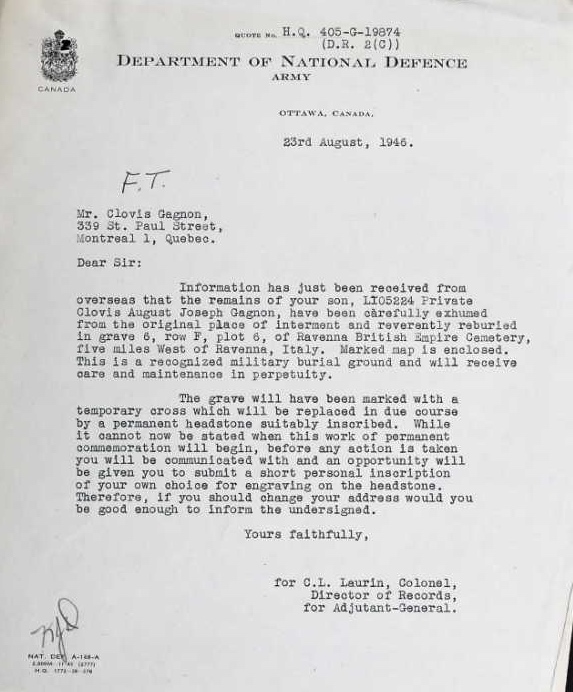 QUOTE No. H.Q. 405-G-19874
(D.R. 2(C))
DEPARTMENT OF NATIONAL DEFENCE
ARMY
CANADA
OTTAWA, CANADA,
23rd August, 1946.
F.T.
Mr. Clovis Gagnon,
339 St. Paul Street,
Montreal 1, Quebec.
Dear Sir:
Information has just been received from
overseas that the remains of your son, L105224 Private
Clovis August Joseph Gagnon, have been carefully exhumed
from the original place of interment and reverently reburied
in grave 6, row F, plot 6, of Ravenna British Empire Cemetery,
five miles West of Ravenna, Italy. Marked map is enclosed.
This is a recognized military burial ground and will receive
care and maintenance in perpetuity.
The grave will have been marked with a
temporary cross which will be replaced in due course
by a permanent headstone suitably inscribed. While
it cannot now be stated when this work of permanent
commemoration will begin, before any action is taken
you will be communicated with and an opportunity will
be given you to submit a short personal inscription
of your own choice for engraving on the headstone.
Therefore, if you should change your address would you
be good enough to inform the undersigned.
Yours faithfully,
for C.L. Laurin, Colonel,
Director of Records,
for Adjutant-General.
NAT. DEF. A-168-A
H.Q. 1772-39-